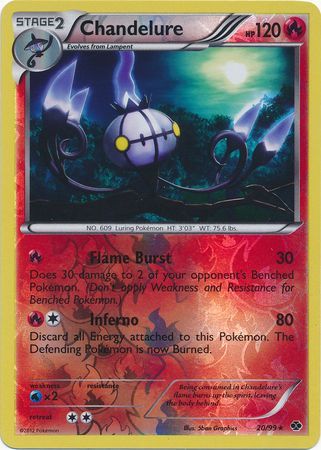 STAGE2 Chandelure HP120
Evolves from Lampent
NO. 609 Luring Pokémon HT: 3'03" WT: 75.6 lbs.
Flame Burst 30
Does 30 damage to 2 of your opponent's Benched
Pokémon. (Don't apply Weakness and Resistance for
Benched Pokémon.)
Inferno 80
Discard all Energy attached to this Pokémon. The
Defending Pokémon is now Burned.
weakness resistance
×2
retreat
Being consumed in Chandelure's
flame burns up the spirit, leaving
the body behind.
©2012 Pokémon
Illus. 5ban Graphics 20/99 ★